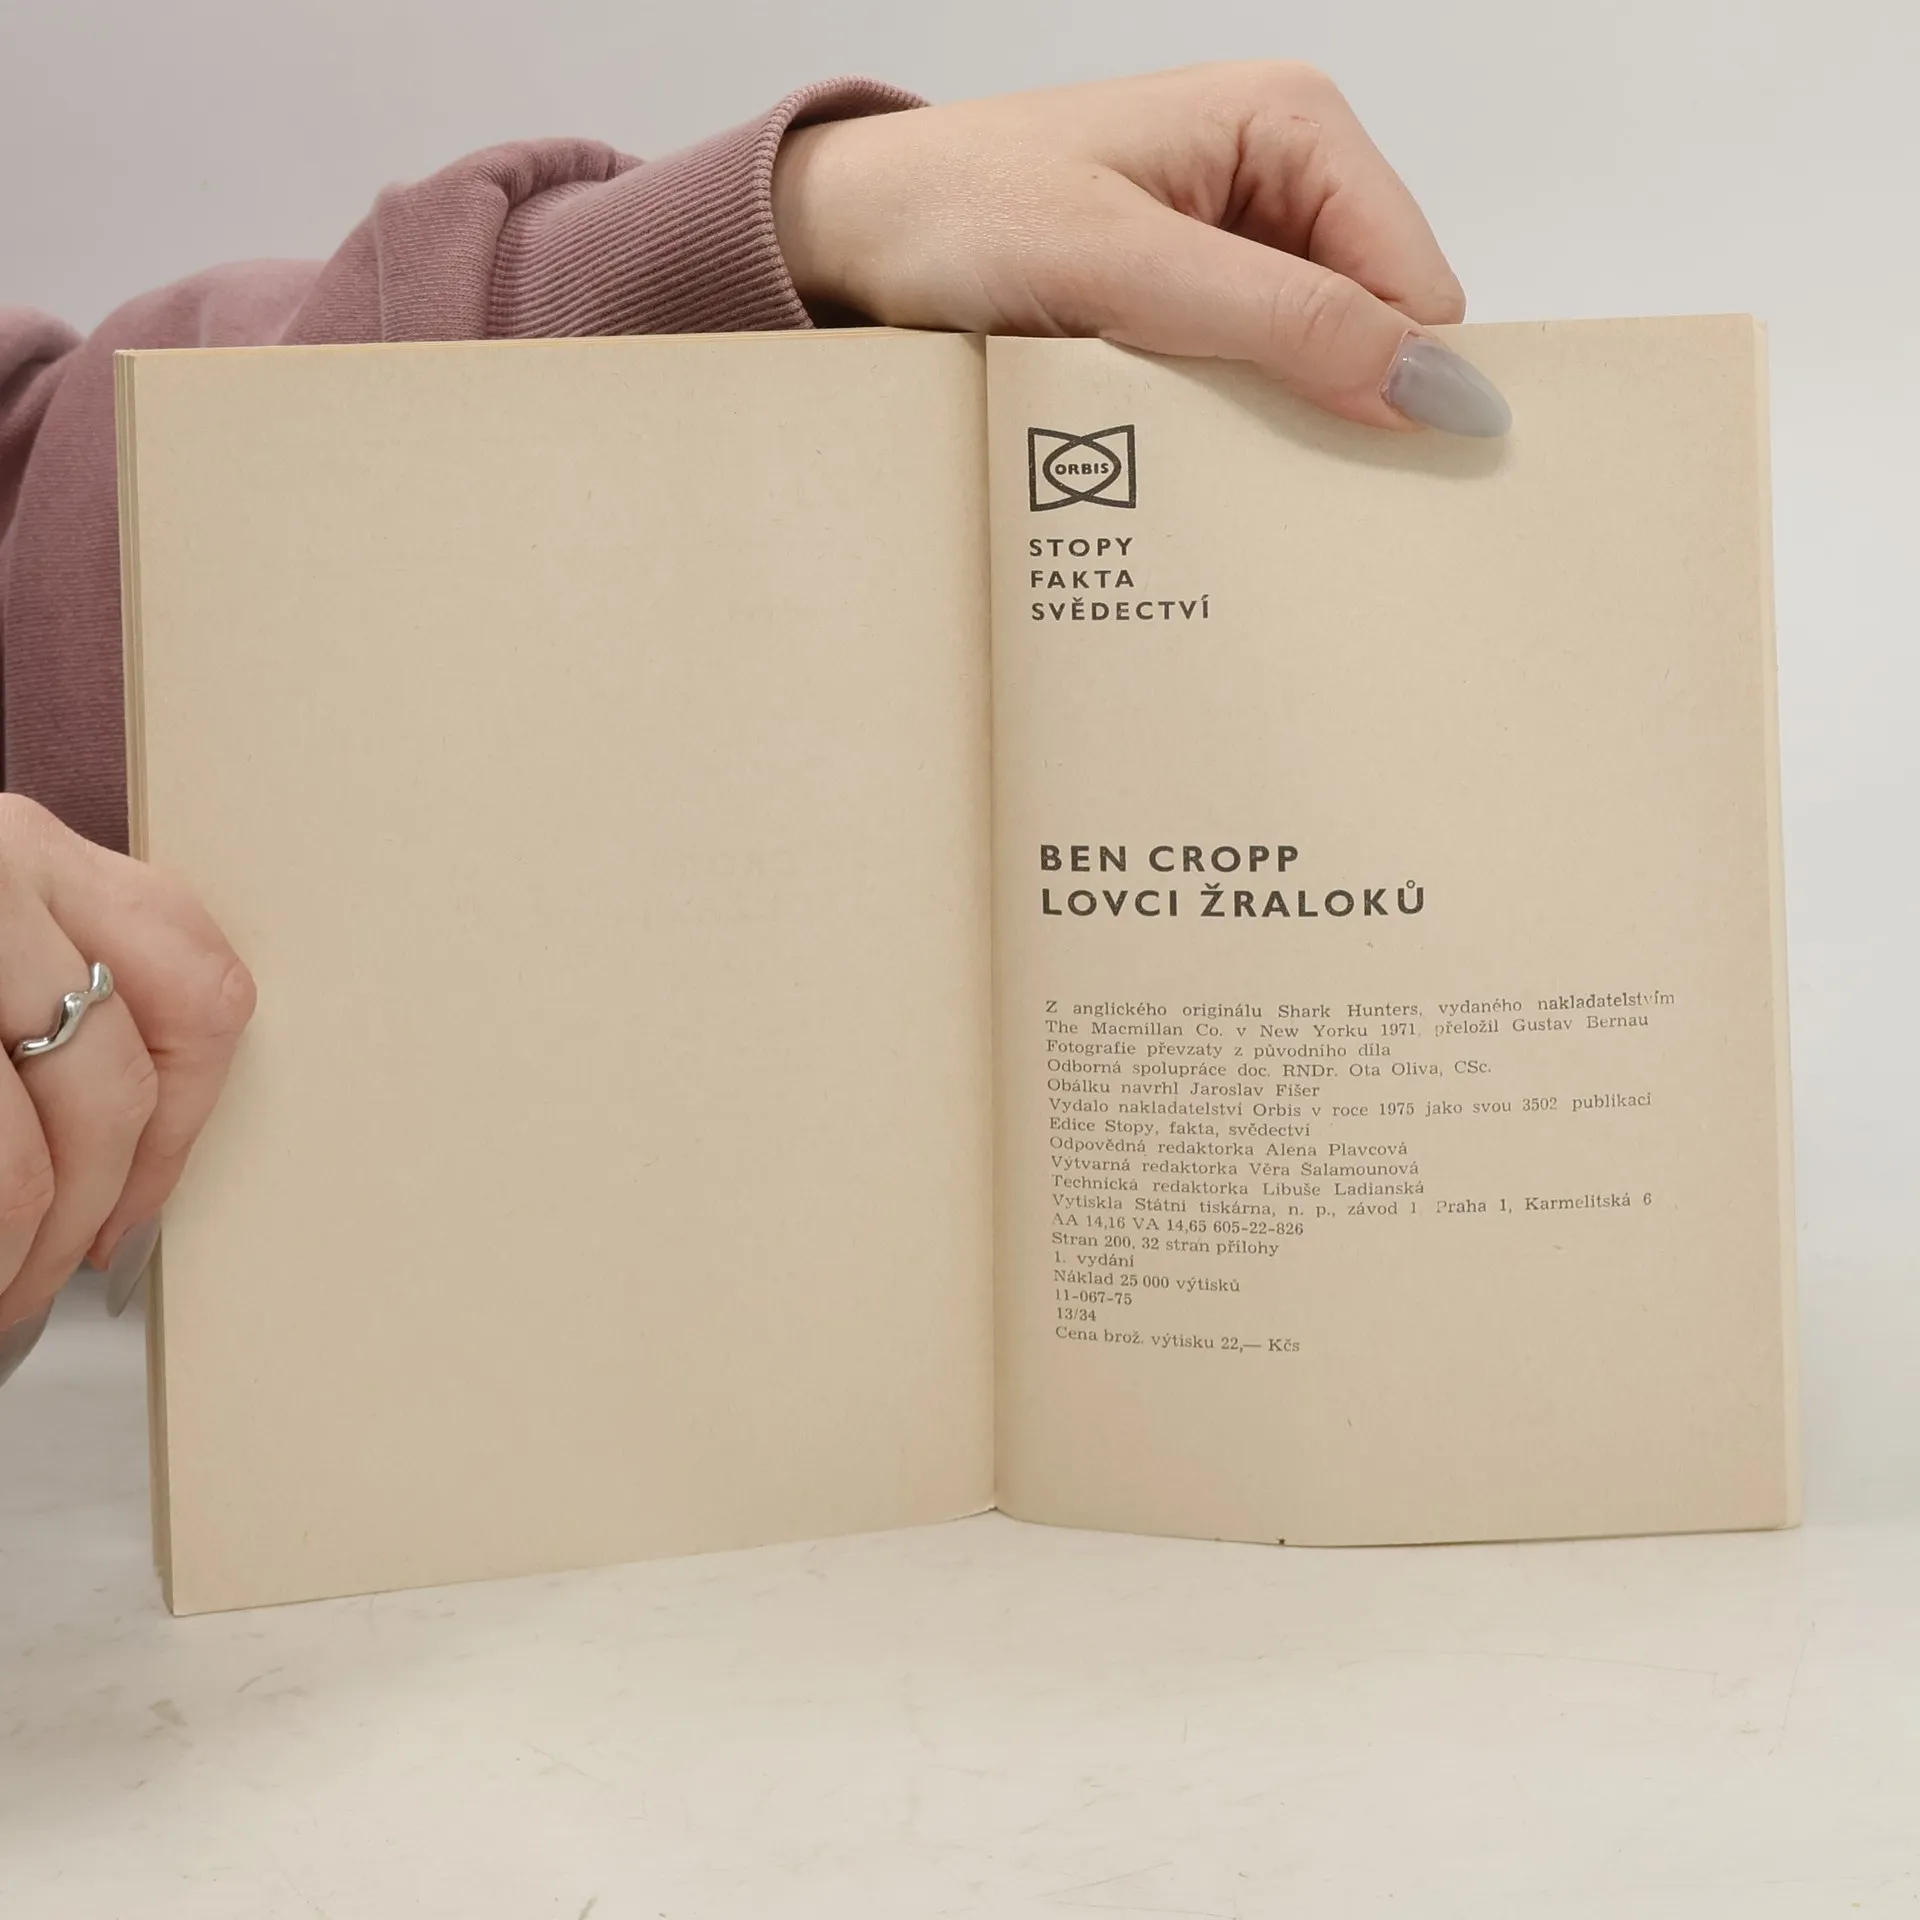 ORBIS
STOPY
FAKTA
SVĚDECTVÍ
BEN CROPP
LOVCI ŽRALOKŮ
Z anglického originálu Shark Hunters, vydaného nakladatelstvím
The Macmillan Co. v New Yorku 1971, přeložil Gustav Bernau
Fotografie převzaty z původního díla
Odborná spolupráce doc. RNDr. Ota Oliva, CSc.
Obálku navrhl Jaroslav Fišer
Vydalo nakladatelství Orbis v roce 1975 jako svou 3502 publikaci
Edice Stopy, fakta, svědectví
Odpovědná redaktorka Alena Plavcová
Výtvarná redaktorka Věra Šalamounová
Technická redaktorka Libuše Ladianská
Vytiskla Státní tiskárna, n. p., závod 1, Praha 1, Karmelitská 6
AA 14,16 VA 14,65 605-22-826
Stran 200, 32 stran přílohy
1. vydání
Náklad 25 000 výtisků
11-067-75
13/34
Cena brož. výtisku 22,— Kčs